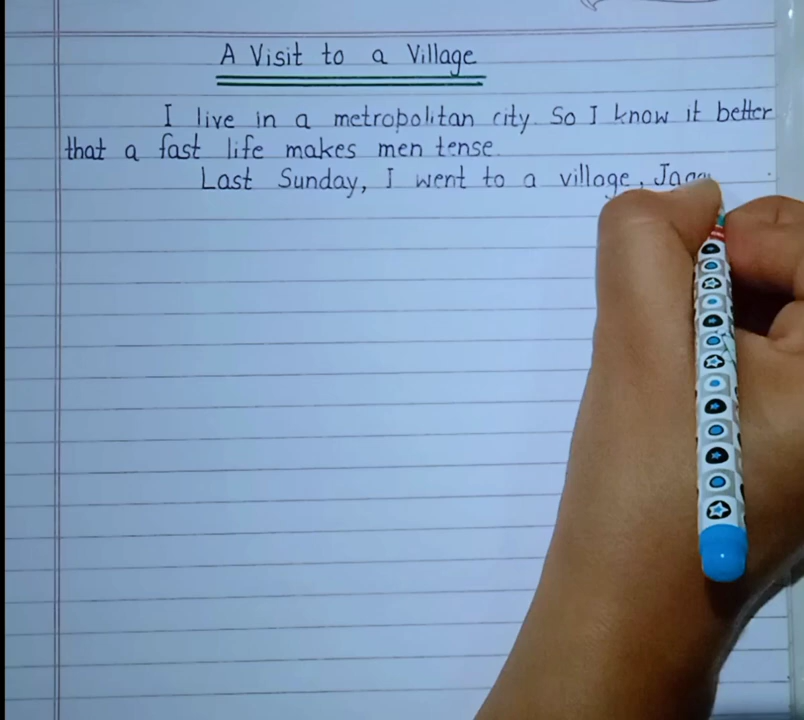 A Visit to a Village
I live in a metropolitan city. So I know it better
that a fast life makes men tense.
Last Sunday, I went to a village,